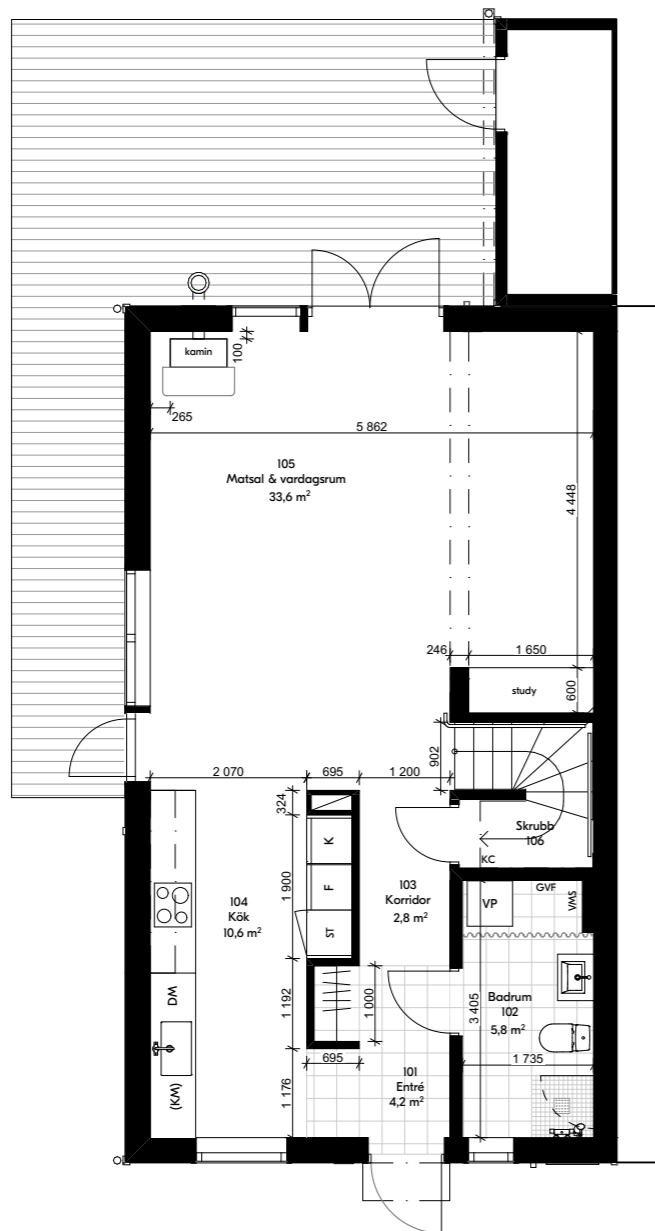 kamin
100
265
5 862
105
Matsal & vardagsrum
33,6 m²
4 448
246
1 650
study
600
902
2 070
695
1 200
324
K
Skrubb
106
KC
1 900
F
103
Korridor
2,8 m²
104
Kök
10,6 m²
VP
GVF
VMS
ST
DM
1 192
1 000
3 405
Badrum
102
5,8 m²
1 735
695
(KM)
1 176
101
Entré
4,2 m²